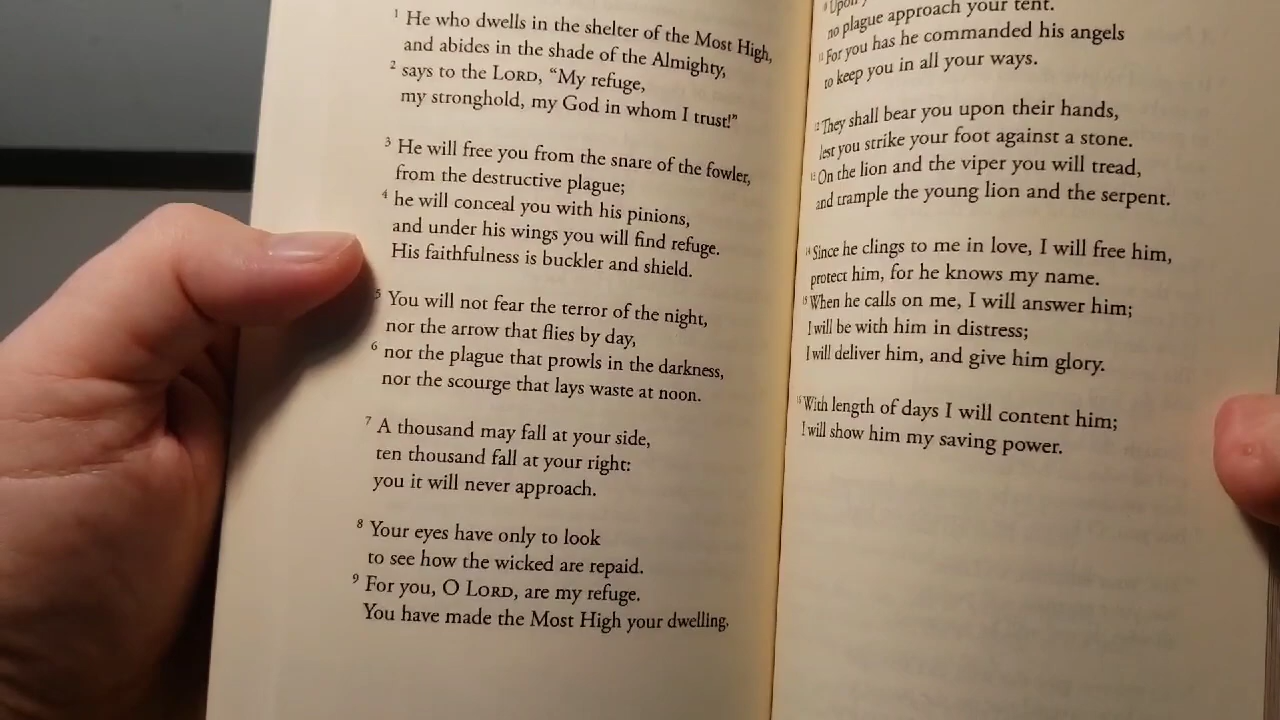 ¹ He who dwells in the shelter of the Most High,
and abides in the shade of the Almighty,
² says to the LORD, “My refuge,
my stronghold, my God in whom I trust!”
³ He will free you from the snare of the fowler,
from the destructive plague;
⁴ he will conceal you with his pinions,
and under his wings you will find refuge.
His faithfulness is buckler and shield.
⁵ You will not fear the terror of the night,
nor the arrow that flies by day,
⁶ nor the plague that prowls in the darkness,
nor the scourge that lays waste at noon.
⁷ A thousand may fall at your side,
ten thousand fall at your right:
you it will never approach.
⁸ Your eyes have only to look
to see how the wicked are repaid.
⁹ For you, O LORD, are my refuge.
You have made the Most High your dwelling.
Upon
no plague approach your tent.
¹¹ For you has he commanded his angels
to keep you in all your ways.
¹² They shall bear you upon their hands,
lest you strike your foot against a stone.
¹³ On the lion and the viper you will tread,
and trample the young lion and the serpent.
¹⁴ Since he clings to me in love, I will free him,
protect him, for he knows my name.
¹⁵ When he calls on me, I will answer him;
I will be with him in distress;
I will deliver him, and give him glory.
¹⁶ With length of days I will content him;
I will show him my saving power.